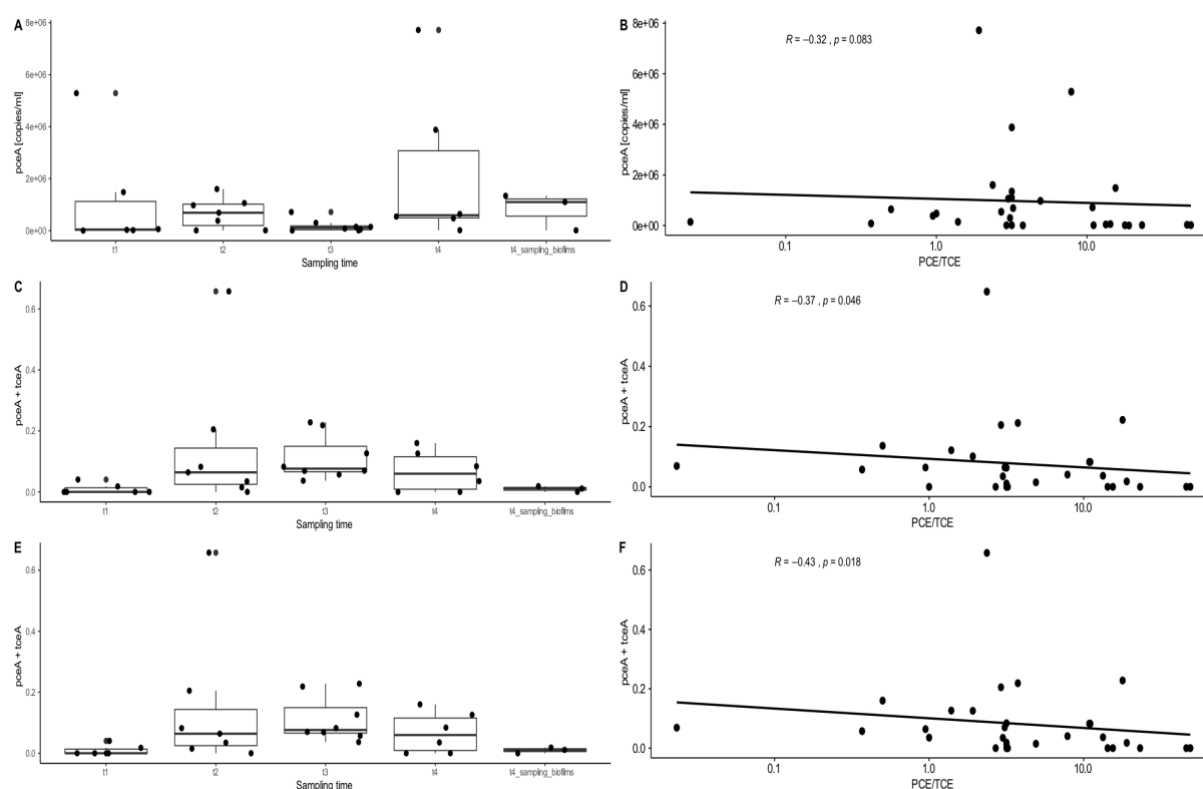 A
pceA [copies/ml]
8e+06
6e+06
4e+06
2e+06
0e+00
t1
t2
t3
t4
t4_sampling_biofilms
Sampling time
B
R = −0.32 , p = 0.083
pceA [copies/ml]
8e+06
6e+06
4e+06
2e+06
0e+00
0.1
1.0
10.0
PCE/TCE
C
pceA + tceA
0.6
0.4
0.2
0.0
t1
t2
t3
t4
t4_sampling_biofilms
Sampling time
D
R = −0.37 , p = 0.046
pceA + tceA
0.6
0.4
0.2
0.0
0.1
1.0
10.0
PCE/TCE
E
pceA + tceA
0.6
0.4
0.2
0.0
t1
t2
t3
t4
t4_sampling_biofilms
Sampling time
F
R = −0.43 , p = 0.018
pceA + tceA
0.6
0.4
0.2
0.0
0.1
1.0
10.0
PCE/TCE